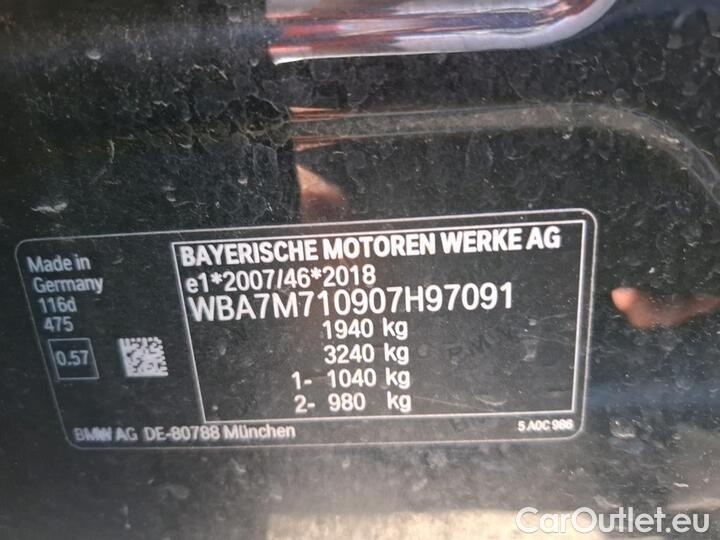 Made in
Germany
116d
475
0.57
BAYERISCHE MOTOREN WERKE AG
e1*2007/46*2018
WBA7M710907H97091
1940 kg
3240 kg
1- 1040 kg
2- 980 kg
BMW AG DE-80788 München
5 A0C 986
CarOutlet.eu